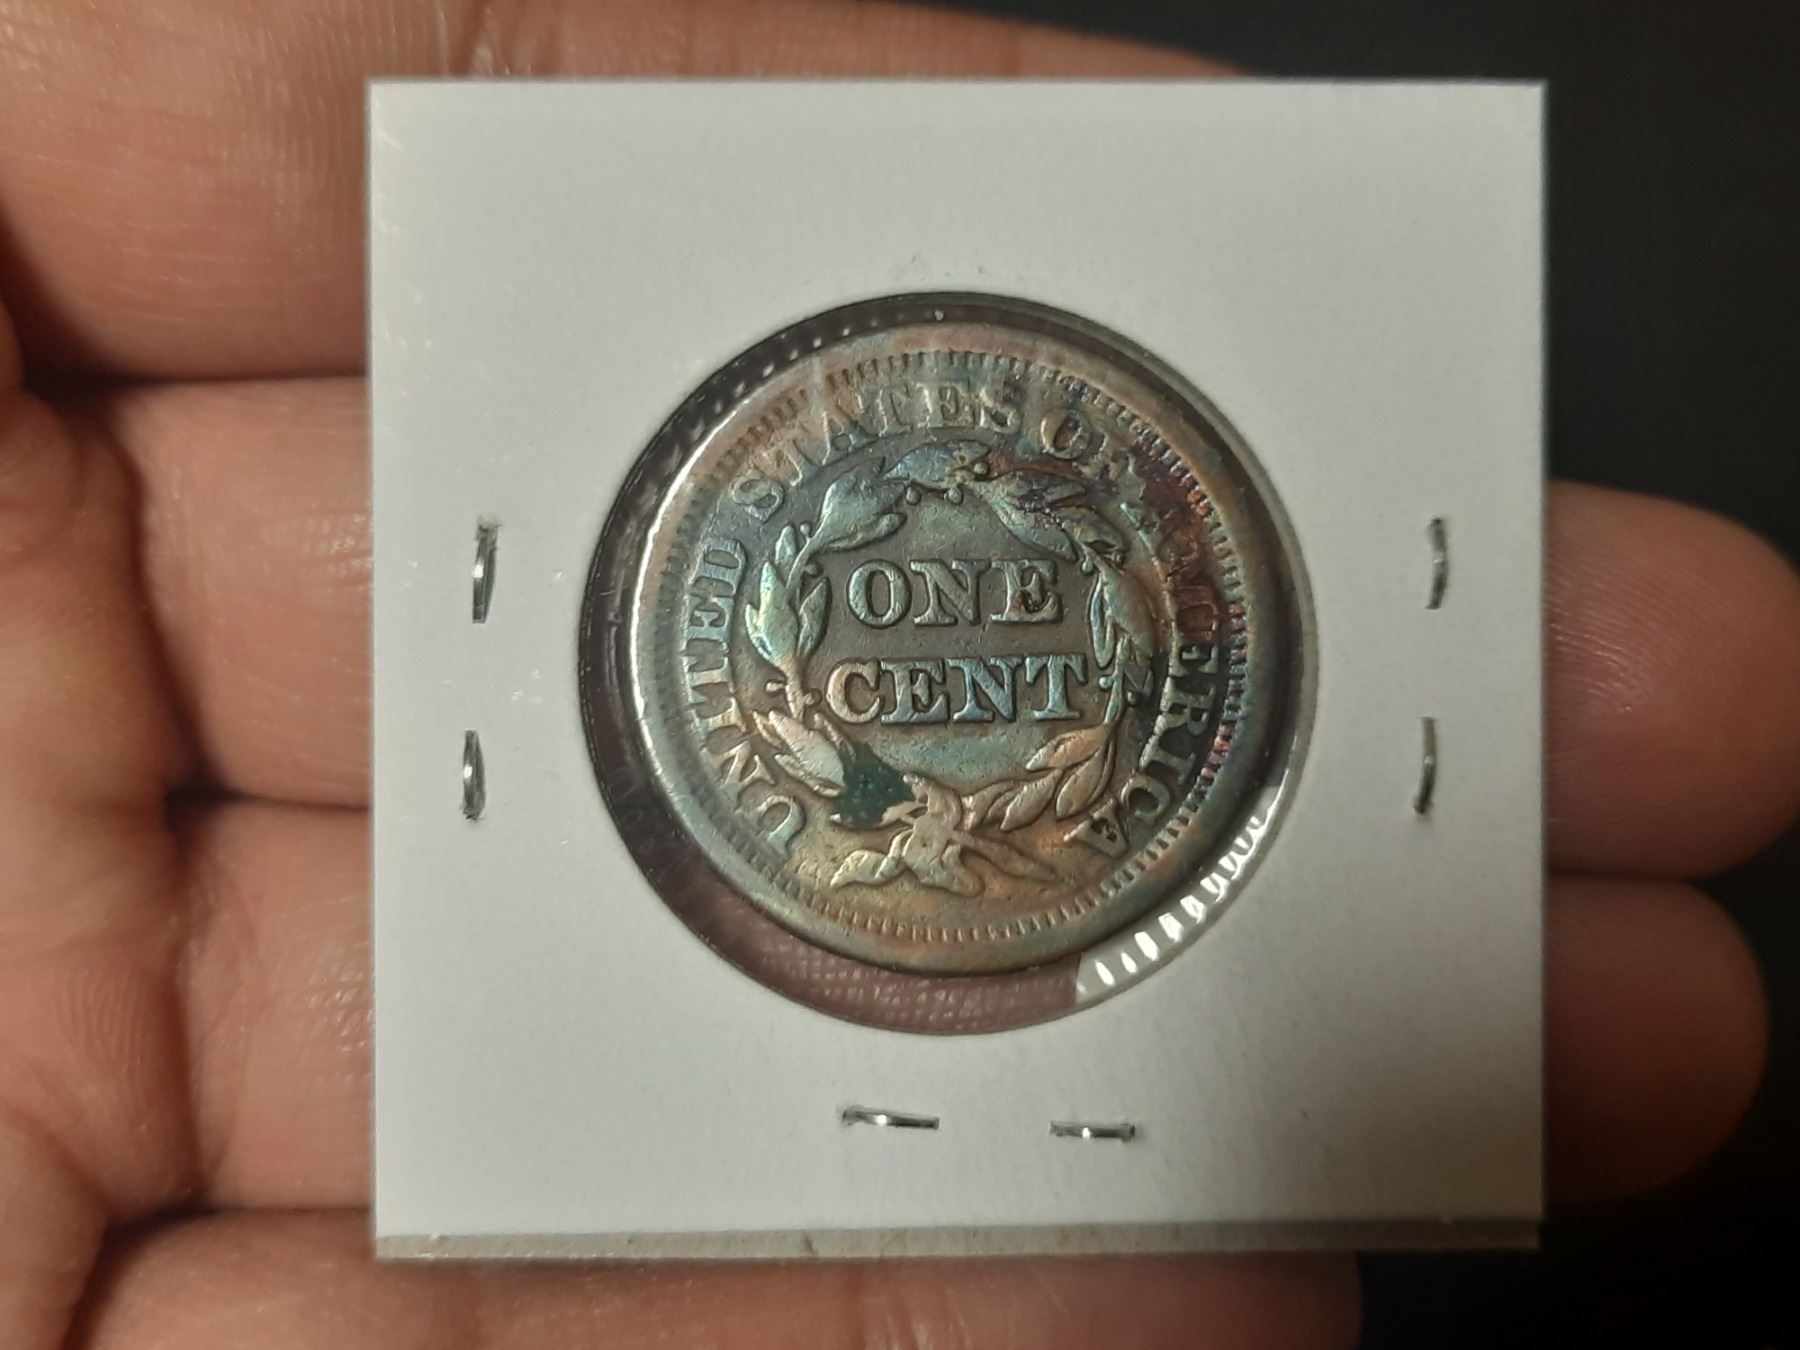 UNITED STATES OF AMERICA
ONE
CENT